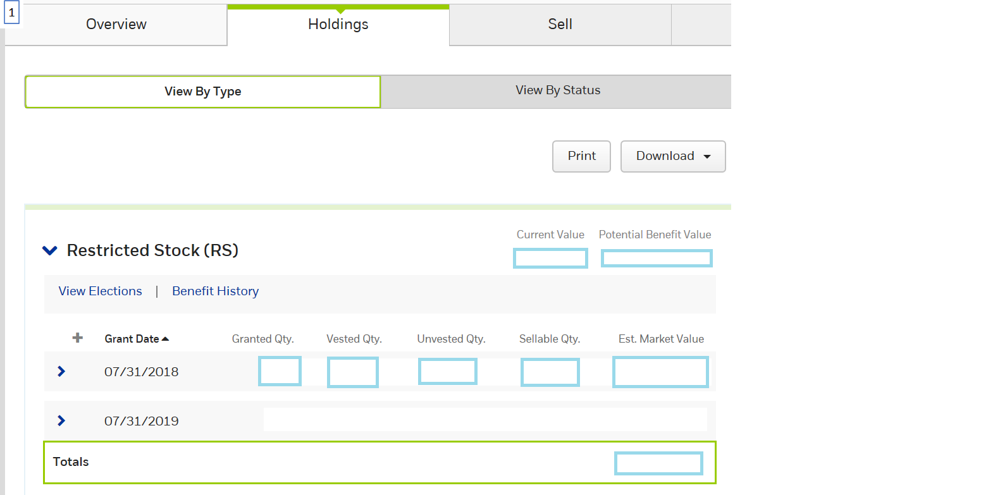 1
Overview Holdings Sell
View By Type View By Status
Print Download
Current Value Potential Benefit Value
Restricted Stock (RS)
View Elections | Benefit History
Grant Date Granted Qty. Vested Qty. Unvested Qty. Sellable Qty. Est. Market Value
07/31/2018
07/31/2019
Totals